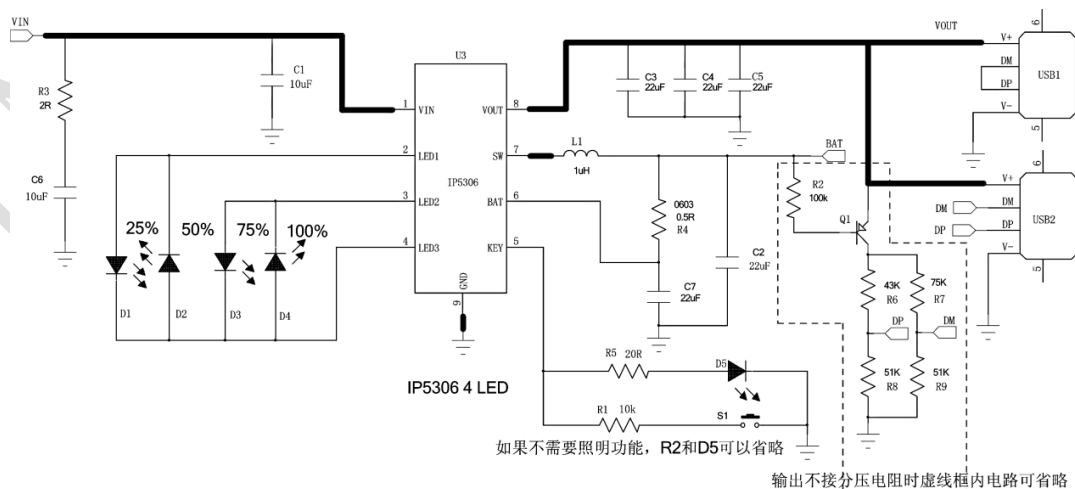 VIN
VOUT
6
U3
V+
DM
DP
V-
USB1
5
R3
2R
C1
10uF
C3
22uF
C4
22uF
C5
22uF
1
VIN
VOUT
8
2
LED1
SW
7
L1
1uH
BAT
6
IP5306
3
LED2
BAT
6
4
LED3
KEY
5
GND
9
C6
10uF
25%
50%
75%
100%
D1
D2
D3
D4
0603
0.5R
R4
C7
22uF
C2
22uF
R2
100k
Q1
V+
DM
DM
DP
DP
V-
USB2
5
43K
R6
75K
R7
DP
DM
51K
R8
51K
R9
IP5306 4 LED
R5
20R
D5
R1
10k
S1
如果不需要照明功能，R2和D5可以省略
输出不接分压电阻时虚线框内电路可省略